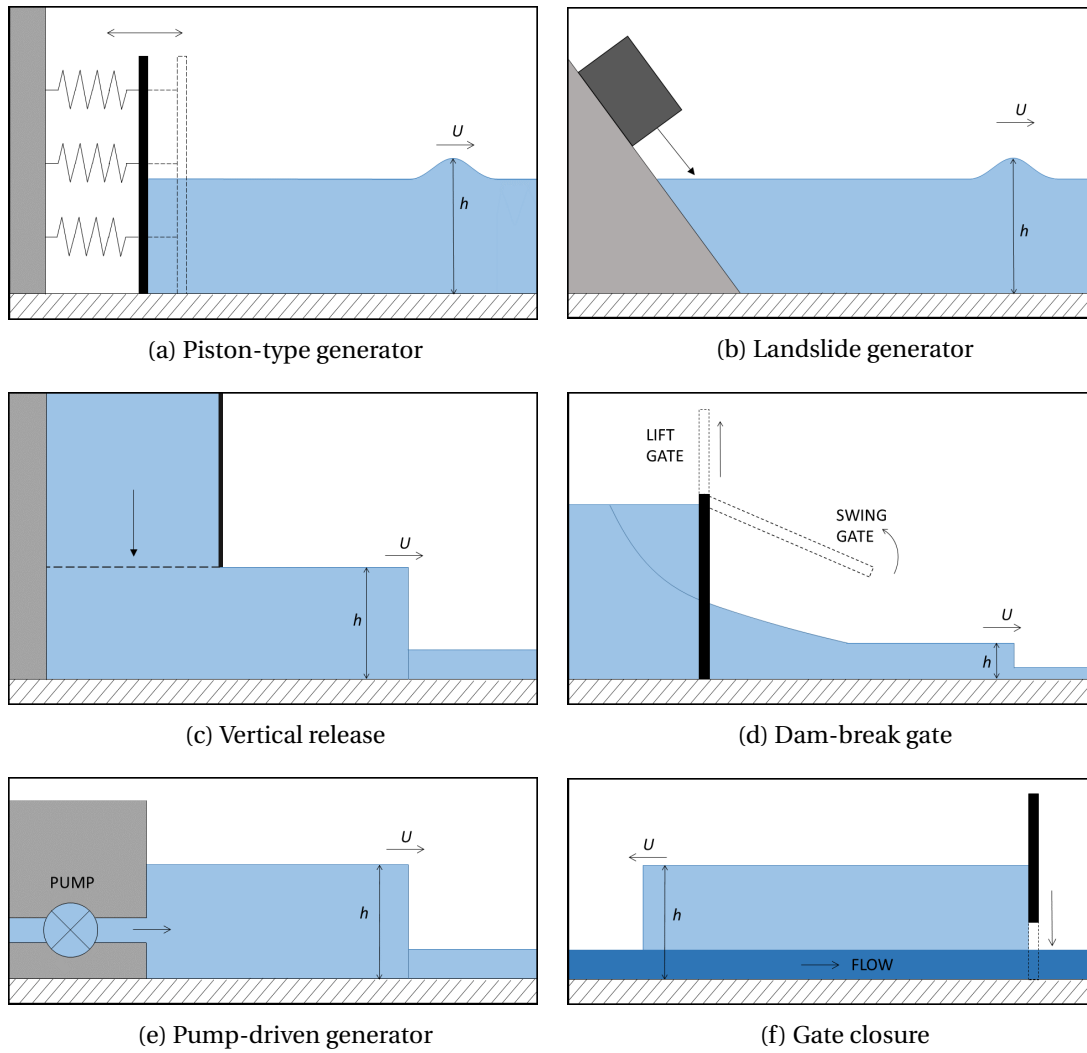 U
h
(a) Piston-type generator
U
h
(b) Landslide generator
U
h
(c) Vertical release
LIFT
GATE
SWING
GATE
U
h
(d) Dam-break gate
PUMP
U
h
(e) Pump-driven generator
U
h
FLOW
(f) Gate closure